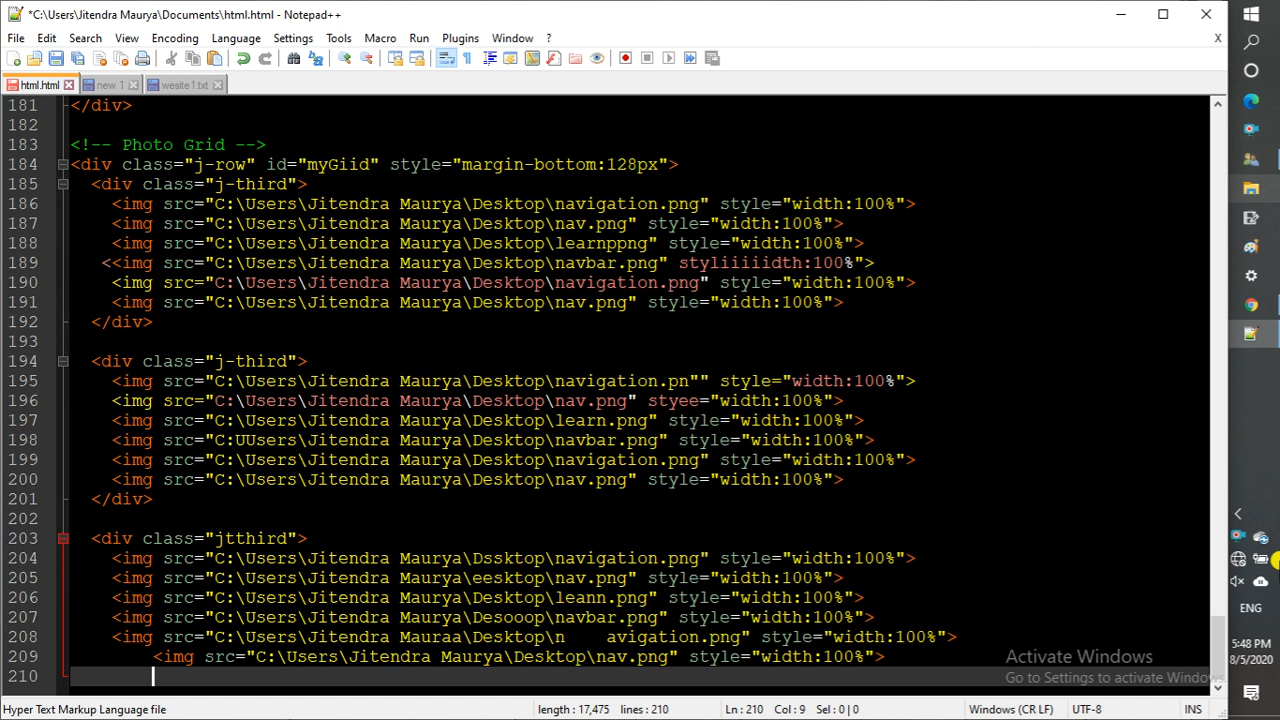 *C:\Users\Jitendra Maurya\Documents\html.html - Notepad++
File Edit Search View Encoding Language Settings Tools Macro Run Plugins Window ? X
html.html new 1 wesite1.txt
181 </div>
182
183 <!-- Photo Grid -->
184 <div class="j-row" id="myGiid" style="margin-bottom:128px">
185 <div class="j-third">
186 <img src="C:\Users\Jitendra Maurya\Desktop\navigation.png" style="width:100%">
187 <img src="C:\Users\Jitendra Maurya\Desktop\nav.png" style="width:100%">
188 <img src="C:\Users\Jitendra Maurya\Desktop\learnppng" style="width:100%">
189 <<img src="C:\Users\Jitendra Maurya\Desktop\navbar.png" styliiiiidth:100%">
190 <img src="C:\Users\Jitendra Maurya\Desktop\navigation.png" style="width:100%">
191 <img src="C:\Users\Jitendra Maurya\Desktop\nav.png" style="width:100%">
192 </div>
193
194 <div class="j-third">
195 <img src="C:\Users\Jitendra Maurya\Desktop\navigation.pn"" style="width:100%">
196 <img src="C:\Users\Jitendra Maurya\Desktop\nav.png" styee="width:100%">
197 <img src="C:\Users\Jitendra Maurya\Desktop\learn.png" style="width:100%">
198 <img src="C:UUsers\Jitendra Maurya\Desktop\navbar.png" style="width:100%">
199 <img src="C:\Users\Jitendra Maurya\Desktop\navigation.png" style="width:100%">
200 <img src="C:\Users\Jitendra Maurya\Desktop\nav.png" style="width:100%">
201 </div>
202
203 <div class="jtthird">
204 <img src="C:\Users\Jitendra Maurya\Dssktop\navigation.png" style="width:100%">
205 <img src="C:\Users\Jitendra Maurya\eesktop\nav.png" style="width:100%">
206 <img src="C:\Users\Jitendra Maurya\Desktop\leann.png" style="width:100%">
207 <img src="C:\Users\Jitendra Maurya\Desooop\navbar.png" style="width:100%">
208 <img src="C:\Users\Jitendra Mauraa\Desktop\n    avigation.png" style="width:100%">
209 <img src="C:\Users\Jitendra Maurya\Desktop\nav.png" style="width:100%">
210
Activate Windows
Go to Settings to activate Windows.
ENG
5:48 PM
8/5/2020
Hyper Text Markup Language file length : 17,475 lines : 210 Ln : 210 Col : 9 Sel : 0 | 0 Windows (CR LF) UTF-8 INS